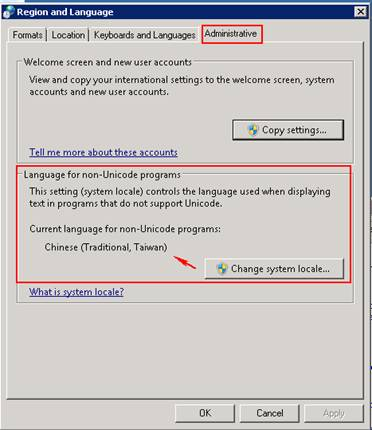 Region and Language
Formats Location Keyboards and Languages Administrative
Welcome screen and new user accounts
View and copy your international settings to the welcome screen, system
accounts and new user accounts.
Copy settings...
Tell me more about these accounts
Language for non-Unicode programs
This setting (system locale) controls the language used when displaying
text in programs that do not support Unicode.
Current language for non-Unicode programs:
Chinese (Traditional, Taiwan)
Change system locale...
What is system locale?
OK Cancel Apply